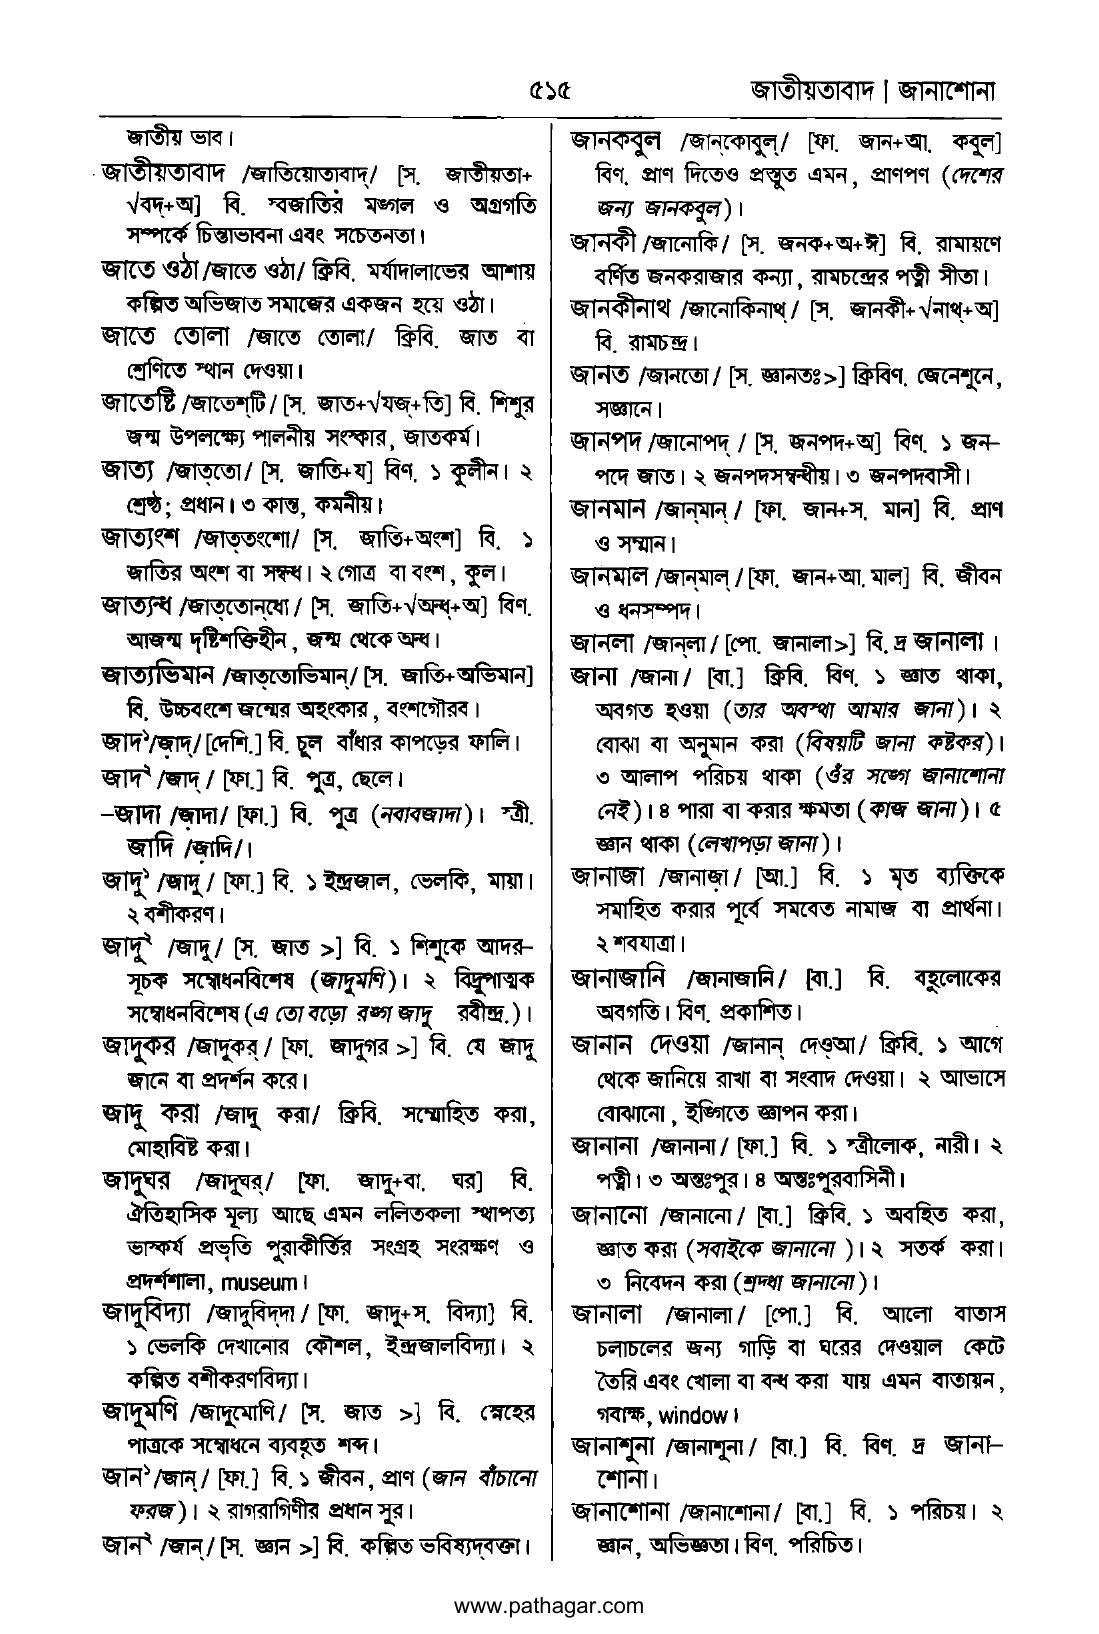 ৫১৫
জাতীয়তাবাদ | জানাশোনা
জাতীয় ভাব।
জাতীয়তাবাদ /জাতিয়োতাবাদ্/ [স. জাতীয়তা+
√বদ্+অ] বি. স্বজাতির মঙ্গল ও অগ্রগতি
সম্পর্কে চিন্তাভাবনা এবং সচেতনতা।
জাতে ওঠা /জাতে ওঠা/ ক্রিবি. মর্যাদালাভের আশায়
কল্পিত অভিজাত সমাজের একজন হয়ে ওঠা।
জাতে তোলা /জাতে তোলা/ ক্রিবি. জাত বা
শ্রেণিতে স্থান দেওয়া।
জাতেষ্টি /জাতেশ্‌টি/ [স. জাত+√যজ্+তি] বি. শিশুর
জন্ম উপলক্ষ্যে পালনীয় সংস্কার, জাতকর্ম।
জাত্য /জাত্‌তো/ [স. জাতি+য] বিণ. ১ কুলীন। ২
শ্রেষ্ঠ; প্রধান। ৩ কান্ত, কমনীয়।
জাত্যংশ /জাত্‌তংশো/ [স. জাতি+অংশ] বি. ১
জাতির অংশ বা সম্বন্ধ। ২ গোত্র বা বংশ, কুল।
জাত্যন্ধ /জাত্‌তোন্‌ধো/ [স. জাতি+√অন্ধ্+অ] বিণ.
আজন্ম দৃষ্টিশক্তিহীন, জন্ম থেকে অন্ধ।
জাত্যভিমান /জাত্‌তোভিমান্/ [স. জাতি+অভিমান]
বি. উচ্চবংশে জন্মের অহংকার, বংশগৌরব।
জাদ১/জ়াদ্/ [দেশি.] বি. চুল বাঁধার কাপড়ের ফালি।
জাদ২ /জাদ্/ [ফা.] বি. পুত্র, ছেলে।
–জাদা /জ়াদা/ [ফা.] বি. পুত্র (নবাবজাদা)। স্ত্রী.
জাদি /জ়াদি/।
জাদু১ /জাদু/ [ফা.] বি. ১ ইন্দ্রজাল, ভেলকি, মায়া।
২ বশীকরণ।
জাদু২ /জাদু/ [স. জাত >] বি. ১ শিশুকে আদর–
সূচক সম্বোধনবিশেষ (জাদুমণি)। ২ বিদ্রুপাত্মক
সম্বোধনবিশেষ (এ তো বড়ো রঙ্গ জাদু রবীন্দ্র.)।
জাদুকর /জাদুকর্/ [ফা. জাদুগর >] বি. যে জাদু
জানে বা প্রদর্শন করে।
জাদু করা /জাদু করা/ ক্রিবি. সম্মোহিত করা,
মোহাবিষ্ট করা।
জাদুঘর /জাদুঘর্/ [ফা. জাদু+বা. ঘর] বি.
ঐতিহাসিক মূল্য আছে এমন ললিতকলা স্থাপত্য
ভাস্কর্য প্রভৃতি পুরাকীর্তির সংগ্রহ সংরক্ষণ ও
প্রদর্শশালা, museum।
জাদুবিদ্যা /জাদুবিদ্‌দা/ [ফা. জাদু+স. বিদ্যা] বি.
১ ভেলকি দেখানোর কৌশল, ইন্দ্রজালবিদ্যা। ২
কল্পিত বশীকরণবিদ্যা।
জাদুমণি /জাদুমোণি/ [স. জাত >] বি. স্নেহের
পাত্রকে সম্বোধনে ব্যবহৃত শব্দ।
জান১/জান্/ [ফা.] বি. ১ জীবন, প্রাণ (জান বাঁচানো
ফরজ)। ২ রাগরাগিণীর প্রধান সুর।
জান২ /জান্/ [স. জ্ঞান >] বি. কল্পিত ভবিষ্যদ্‌বক্তা।
জানকবুল /জান্‌কোবুল্/ [ফা. জান+আ. কবুল]
বিণ. প্রাণ দিতেও প্রস্তুত এমন, প্রাণপণ (দেশের
জন্য জানকবুল)।
জানকী /জানোকি/ [স. জনক+অ+ঈ] বি. রামায়ণে
বর্ণিত জনকরাজার কন্যা, রামচন্দ্রের পত্নী সীতা।
জানকীনাথ /জানোকিনাথ্/ [স. জানকী+√নাথ্+অ]
বি. রামচন্দ্র।
জানত /জানতো/ [স. জ্ঞানতঃ>] ক্রিবিণ. জেনেশুনে,
সজ্ঞানে।
জানপদ /জানোপদ্/ [স. জনপদ+অ] বিণ. ১ জন–
পদে জাত। ২ জনপদসম্বন্ধীয়। ৩ জনপদবাসী।
জানমান /জান্‌মান্/ [ফা. জান+স. মান] বি. প্রাণ
ও সম্মান।
জানমাল /জান্‌মাল্/ [ফা. জান+আ. মাল] বি. জীবন
ও ধনসম্পদ।
জানলা /জান্‌লা/ [পো. জানালা>] বি. দ্র জানালা।
জানা /জানা/ [বা.] ক্রিবি. বিণ. ১ জ্ঞাত থাকা,
অবগত হওয়া (তার অবস্থা আমার জানা)। ২
বোঝা বা অনুমান করা (বিষয়টি জানা কষ্টকর)।
৩ আলাপ পরিচয় থাকা (ওঁর সঙ্গে জানাশোনা
নেই)। ৪ পারা বা করার ক্ষমতা (কাজ জানা)। ৫
জ্ঞান থাকা (লেখাপড়া জানা)।
জানাজা /জানাজ়া/ [আ.] বি. ১ মৃত ব্যক্তিকে
সমাহিত করার পূর্বে সমবেত নামাজ বা প্রার্থনা।
২ শবযাত্রা।
জানাজানি /জানাজানি/ [বা.] বি. বহুলোকের
অবগতি। বিণ. প্রকাশিত।
জানান দেওয়া /জানান্ দেওআ/ ক্রিবি. ১ আগে
থেকে জানিয়ে রাখা বা সংবাদ দেওয়া। ২ আভাসে
বোঝানো, ইঙ্গিতে জ্ঞাপন করা।
জানানা /জানানা/ [ফা.] বি. ১ স্ত্রীলোক, নারী। ২
পত্নী। ৩ অন্তঃপুর। ৪ অন্তঃপুরবাসিনী।
জানানো /জানানো/ [বা.] ক্রিবি. ১ অবহিত করা,
জ্ঞাত করা (সবাইকে জানানো)। ২ সতর্ক করা।
৩ নিবেদন করা (শ্রদ্ধা জানানো)।
জানালা /জানালা/ [পো.] বি. আলো বাতাস
চলাচলের জন্য গাড়ি বা ঘরের দেওয়াল কেটে
তৈরি এবং খোলা বা বন্ধ করা যায় এমন বাতায়ন,
গবাক্ষ, window।
জানাশুনা /জানাশুনা/ [বা.] বি. বিণ. দ্র জানা–
শোনা।
জানাশোনা /জানাশোনা/ [বা.] বি. ১ পরিচয়। ২
জ্ঞান, অভিজ্ঞতা। বিণ. পরিচিত।
www.pathagar.com